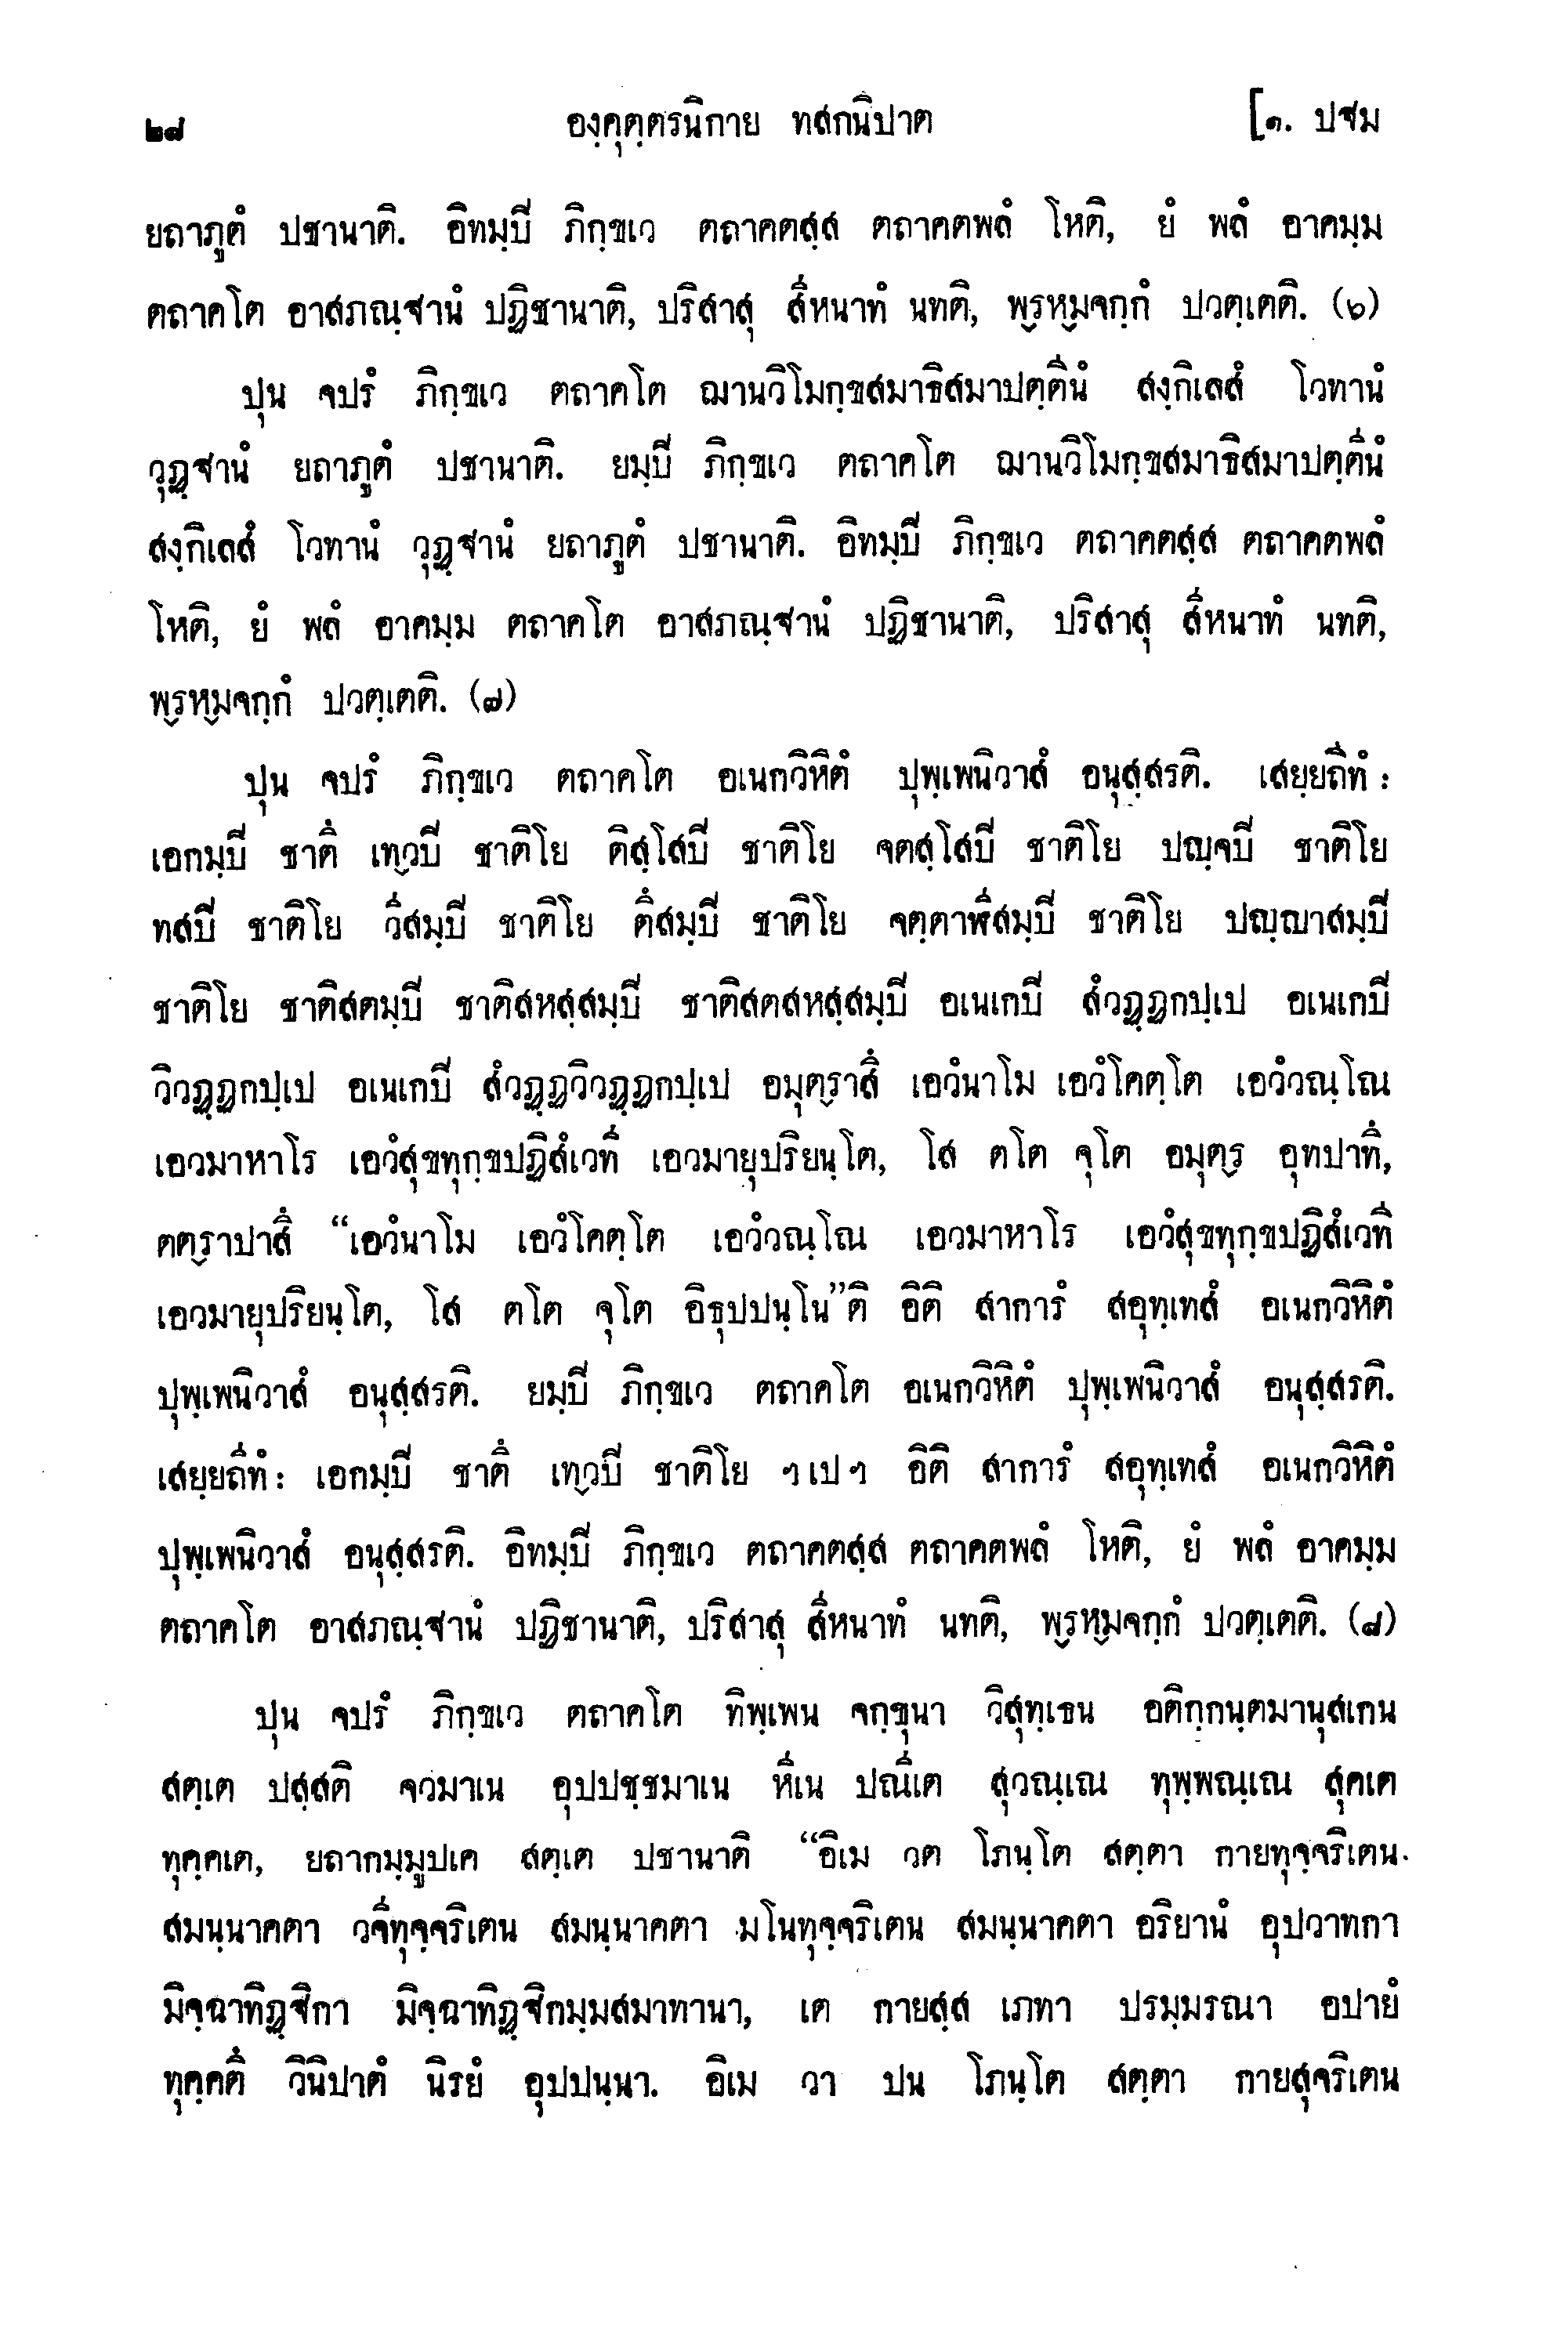 ๒๘ องฺคุตฺตรนิกาย ทสกนิปาต [๑. ปฐม
ยถาภูตํ ปชานาติ. อิทมฺปิ ภิกฺขเว ตถาคตสฺส ตถาคตพลํ โหติ, ยํ พลํ อาคมฺม
ตถาคโต อาสภณฺฐานํ ปฏิชานาติ, ปริสาสุ สีหนาทํ นทติ, พฺรหฺมจกฺกํ ปวตฺเตติ. (๖)
ปุน จปรํ ภิกฺขเว ตถาคโต ฌานวิโมกฺขสมาธิสมาปตฺตีนํ สงฺกิเลสํ โวทานํ
วุฏฺฐานํ ยถาภูตํ ปชานาติ. ยมฺปิ ภิกฺขเว ตถาคโต ฌานวิโมกฺขสมาธิสมาปตฺตีนํ
สงฺกิเลสํ โวทานํ วุฏฺฐานํ ยถาภูตํ ปชานาติ. อิทมฺปิ ภิกฺขเว ตถาคตสฺส ตถาคตพลํ
โหติ, ยํ พลํ อาคมฺม ตถาคโต อาสภณฺฐานํ ปฏิชานาติ, ปริสาสุ สีหนาทํ นทติ,
พฺรหฺมจกฺกํ ปวตฺเตติ. (๗)
ปุน จปรํ ภิกฺขเว ตถาคโต อเนกวิหิตํ ปุพฺเพนิวาสํ อนุสฺสรติ. เสยฺยถีทํ :
เอกมฺปิ ชาตึ เทฺวปิ ชาติโย ติสฺโสปิ ชาติโย จตสฺโสปิ ชาติโย ปญฺจปิ ชาติโย
ทสปิ ชาติโย วีสมฺปิ ชาติโย ตึสมฺปิ ชาติโย จตฺตาฬีสมฺปิ ชาติโย ปญฺญาสมฺปิ
ชาติโย ชาติสตมฺปิ ชาติสหสฺสมฺปิ ชาติสตสหสฺสมฺปิ อเนเกปิ สํวฏฺฏกปฺเป อเนเกปิ
วิวฏฺฏกปฺเป อเนเกปิ สํวฏฺฏวิวฏฺฏกปฺเป อมุตฺราสึ เอวํนาโม เอวํโคตฺโต เอวํวณฺโณ
เอวมาหาโร เอวํสุขทุกฺขปฏิสํเวที เอวมายุปริยนฺโต, โส ตโต จุโต อมุตฺร อุทปาทึ,
ตตฺราปาสึ “เอวํนาโม เอวํโคตฺโต เอวํวณฺโณ เอวมาหาโร เอวํสุขทุกฺขปฏิสํเวที
เอวมายุปริยนฺโต, โส ตโต จุโต อิธุปปนฺโน”ติ อิติ สาการํ สอุทฺเทสํ อเนกวิหิตํ
ปุพฺเพนิวาสํ อนุสฺสรติ. ยมฺปิ ภิกฺขเว ตถาคโต อเนกวิหิตํ ปุพฺเพนิวาสํ อนุสฺสรติ.
เสยฺยถีทํ : เอกมฺปิ ชาตึ เทฺวปิ ชาติโย ฯเปฯ อิติ สาการํ สอุทฺเทสํ อเนกวิหิตํ
ปุพฺเพนิวาสํ อนุสฺสรติ. อิทมฺปิ ภิกฺขเว ตถาคตสฺส ตถาคตพลํ โหติ, ยํ พลํ อาคมฺม
ตถาคโต อาสภณฺฐานํ ปฏิชานาติ, ปริสาสุ สีหนาทํ นทติ, พฺรหฺมจกฺกํ ปวตฺเตติ. (๘)
ปุน จปรํ ภิกฺขเว ตถาคโต ทิพฺเพน จกฺขุนา วิสุทฺเธน อติกฺกนฺตมานุสเกน
สตฺเต ปสฺสติ จวมาเน อุปปชฺชมาเน หีเน ปณีเต สุวณฺเณ ทุพฺพณฺเณ สุคเต
ทุคฺคเต, ยถากมฺมูปเค สตฺเต ปชานาติ “อิเม วต โภนฺโต สตฺตา กายทุจฺจริเตน
สมนฺนาคตา วจีทุจฺจริเตน สมนฺนาคตา มโนทุจฺจริเตน สมนฺนาคตา อริยานํ อุปวาทกา
มิจฺฉาทิฏฺฐิกา มิจฺฉาทิฏฺฐิกมฺมสมาทานา, เต กายสฺส เภทา ปรมฺมรณา อปายํ
ทุคฺคตึ วินิปาตํ นิรยํ อุปปนฺนา. อิเม วา ปน โภนฺโต สตฺตา กายสุจริเตน